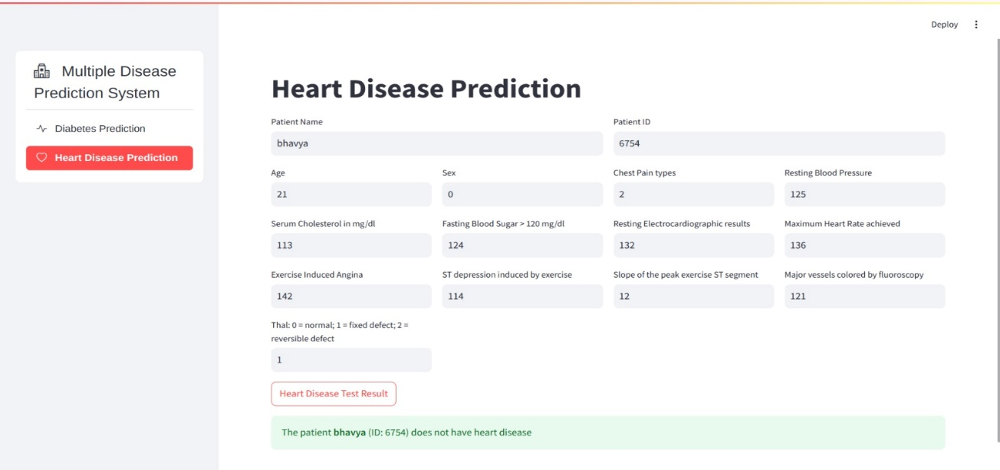 Deploy
Multiple Disease
Prediction System
Diabetes Prediction
Heart Disease Prediction
Heart Disease Prediction
Patient Name
Patient ID
bhavya
6754
Age
Sex
Chest Pain types
Resting Blood Pressure
21
0
2
125
Serum Cholesterol in mg/dl
Fasting Blood Sugar > 120 mg/dl
Resting Electrocardiographic results
Maximum Heart Rate achieved
113
124
132
136
Exercise Induced Angina
ST depression induced by exercise
Slope of the peak exercise ST segment
Major vessels colored by fluoroscopy
142
114
12
121
Thal: 0 = normal; 1 = fixed defect; 2 =
reversible defect
1
Heart Disease Test Result
The patient bhavya (ID: 6754) does not have heart disease